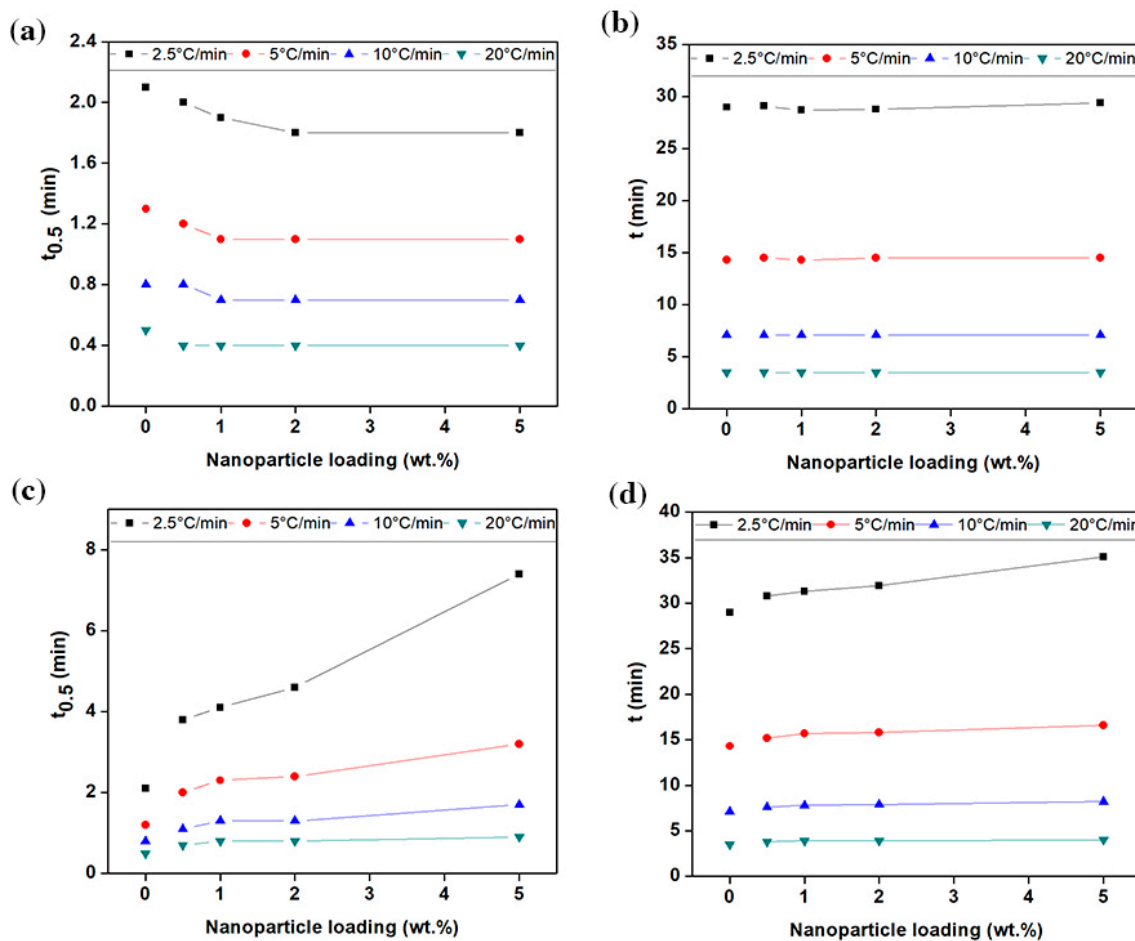 (a)
2.4
2.5°C/min 5°C/min 10°C/min 20°C/min
2.0
1.6
1.2
0.8
0.4
0.0
t0.5 (min)
0 1 2 3 4 5
Nanoparticle loading (wt.%)
(b)
35
2.5°C/min 5°C/min 10°C/min 20°C/min
30
25
20
15
10
5
0
t (min)
0 1 2 3 4 5
Nanoparticle loading (wt.%)
(c)
2.5°C/min 5°C/min 10°C/min 20°C/min
8
6
4
2
0
t0.5 (min)
0 1 2 3 4 5
Nanoparticle loading (wt.%)
(d)
40
2.5°C/min 5°C/min 10°C/min 20°C/min
35
30
25
20
15
10
5
0
t (min)
0 1 2 3 4 5
Nanoparticle loading (wt.%)